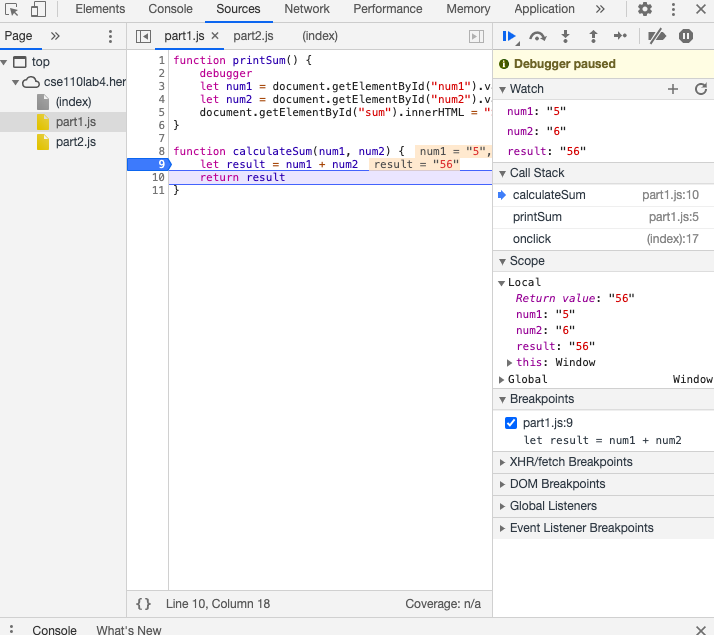 Elements Console Sources Network Performance Memory Application »
Page »
part1.js × part2.js (index)
top
cse110lab4.her
(index)
part1.js
part2.js
1 function printSum() {
2 debugger
3 let num1 = document.getElementById("num1").va
4 let num2 = document.getElementById("num2").va
5 document.getElementById("sum").innerHTML = "
6 }
7
8 function calculateSum(num1, num2) { num1 = "5",
9 let result = num1 + num2 result = "56"
10 return result
11 }
{ } Line 10, Column 18 Coverage: n/a
Debugger paused
Watch
num1: "5"
num2: "6"
result: "56"
Call Stack
calculateSum part1.js:10
printSum part1.js:5
onclick (index):17
Scope
Local
Return value: "56"
num1: "5"
num2: "6"
result: "56"
this: Window
Global Window
Breakpoints
part1.js:9
let result = num1 + num2
XHR/fetch Breakpoints
DOM Breakpoints
Global Listeners
Event Listener Breakpoints
Console What's New